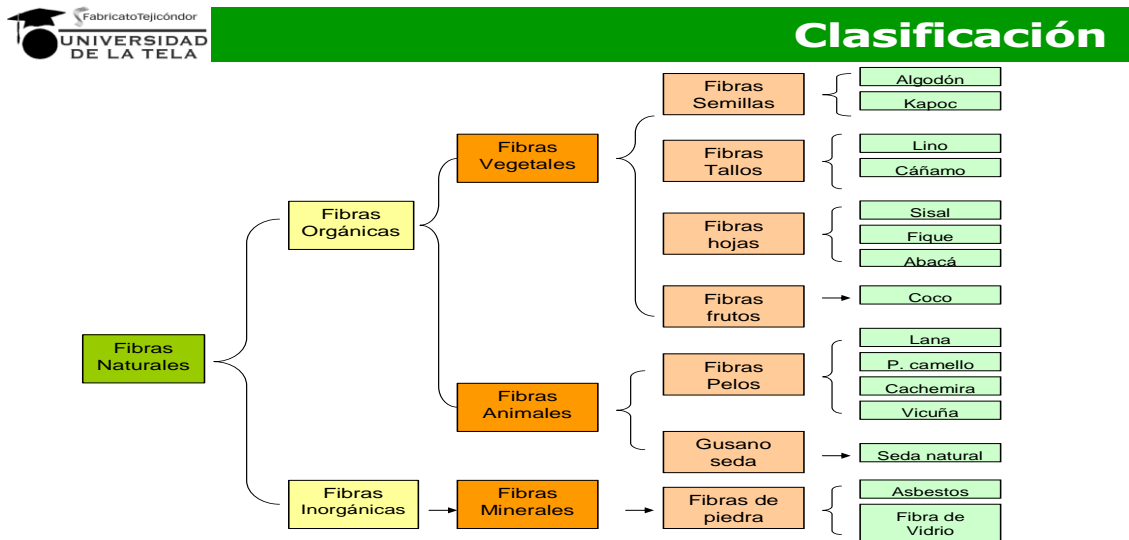 FabricatoTejicóndor
UNIVERSIDAD
DE LA TELA
Clasificación
Fibras
Naturales
Fibras
Orgánicas
Fibras
Inorgánicas
Fibras
Vegetales
Fibras
Animales
Fibras
Minerales
Fibras
Semillas
Fibras
Tallos
Fibras
hojas
Fibras
frutos
Fibras
Pelos
Gusano
seda
Fibras de
piedra
Algodón
Kapoc
Lino
Cáñamo
Sisal
Fique
Abacá
Coco
Lana
P. camello
Cachemira
Vicuña
Seda natural
Asbestos
Fibra de
Vidrio